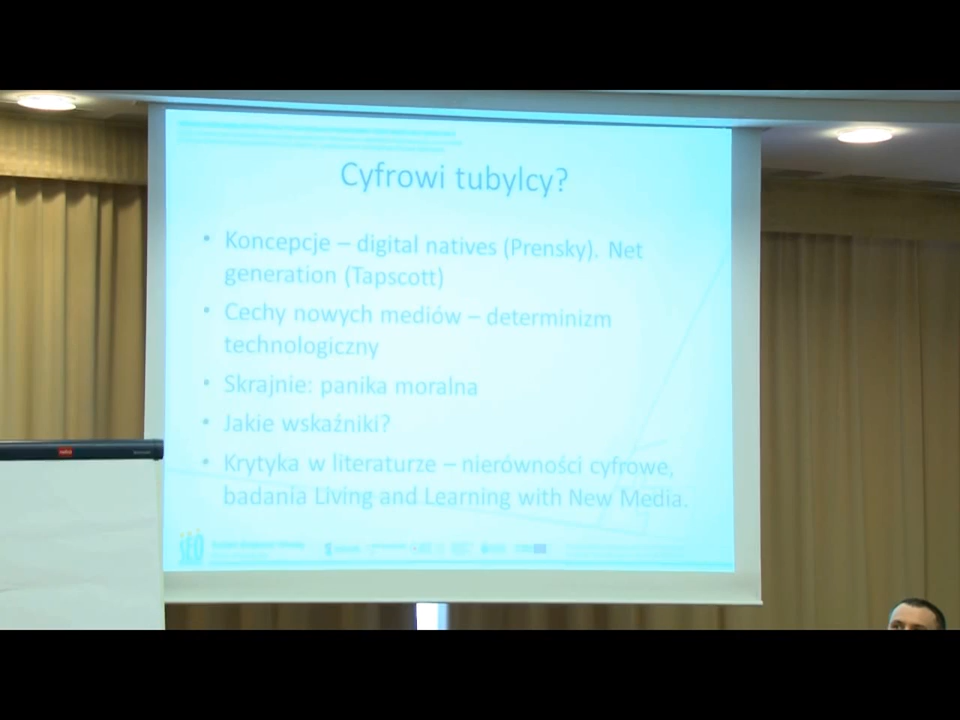 Cyfrowi tubylcy?
• Koncepcje – digital natives (Prensky). Net
generation (Tapscott)
• Cechy nowych mediów – determinizm
technologiczny
• Skrajnie: panika moralna
• Jakie wskaźniki?
• Krytyka w literaturze – nierówności cyfrowe,
badania Living and Learning with New Media.